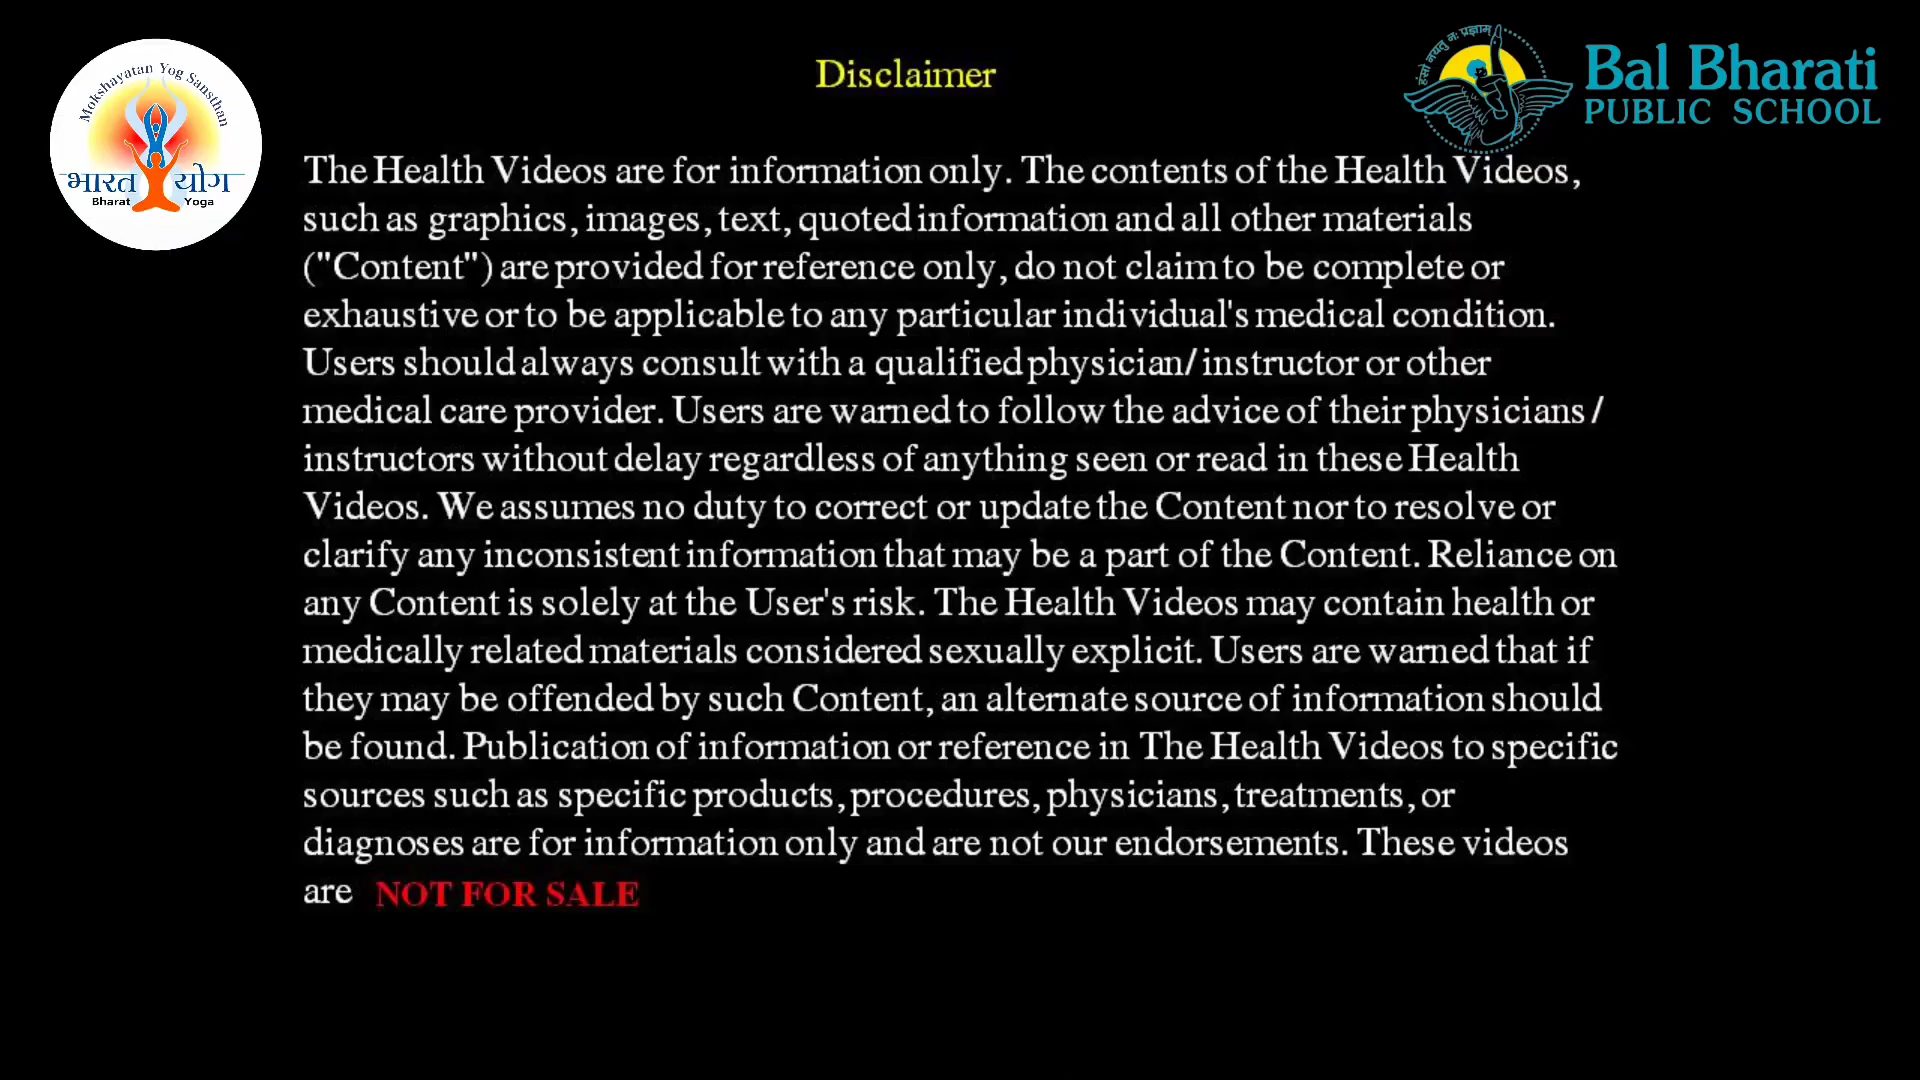 Mokshayatan Yog Sansthan
भारत योग
Bharat Yoga
हंसो नयतु नः प्रज्ञाम्
Bal Bharati
PUBLIC SCHOOL
Disclaimer
The Health Videos are for information only. The contents of the Health Videos,
such as graphics, images, text, quoted information and all other materials
("Content") are provided for reference only, do not claim to be complete or
exhaustive or to be applicable to any particular individual's medical condition.
Users should always consult with a qualified physician/ instructor or other
medical care provider. Users are warned to follow the advice of their physicians /
instructors without delay regardless of anything seen or read in these Health
Videos. We assumes no duty to correct or update the Content nor to resolve or
clarify any inconsistent information that may be a part of the Content. Reliance on
any Content is solely at the User's risk. The Health Videos may contain health or
medically related materials considered sexually explicit. Users are warned that if
they may be offended by such Content, an alternate source of information should
be found. Publication of information or reference in The Health Videos to specific
sources such as specific products, procedures, physicians, treatments, or
diagnoses are for information only and are not our endorsements. These videos
are NOT FOR SALE